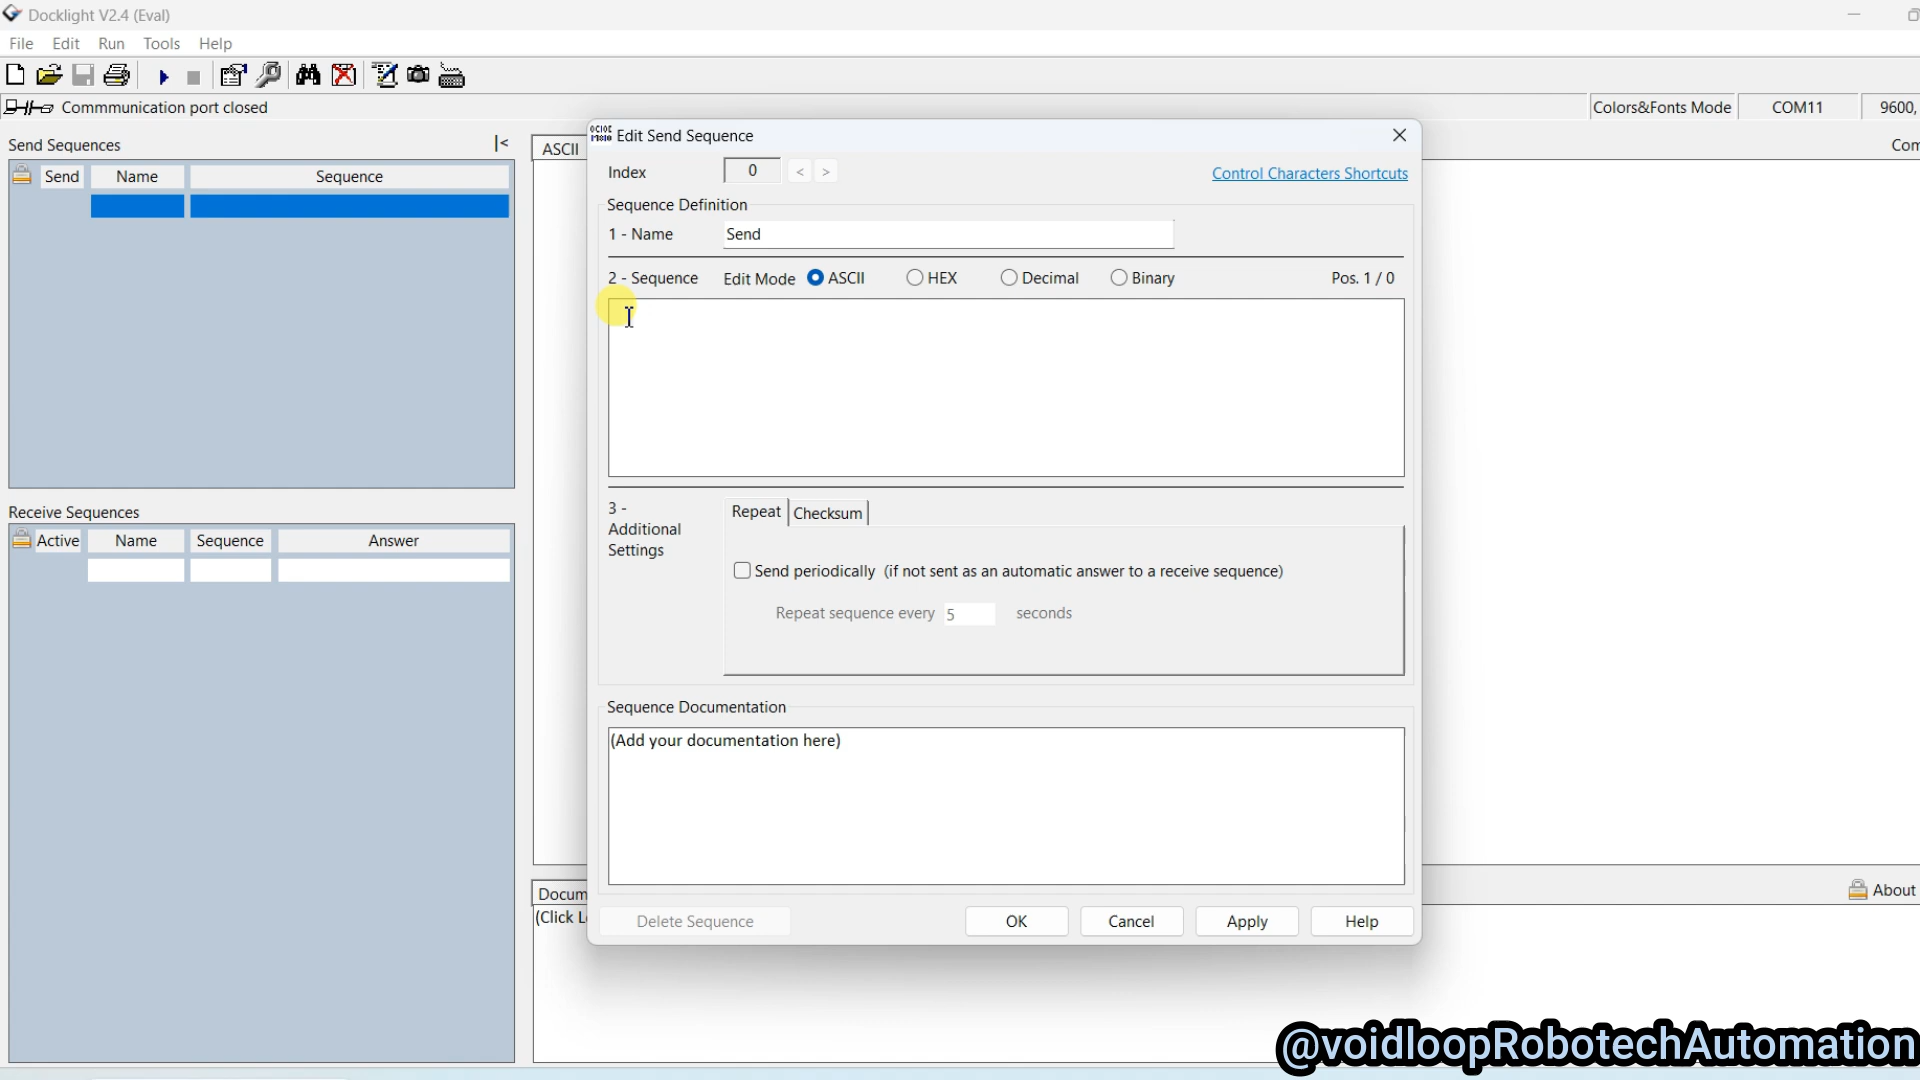 Docklight V2.4 (Eval)
File Edit Run Tools Help
Commmunication port closed
Colors&Fonts Mode COM11 9600,
Send Sequences
Send Name Sequence
Receive Sequences
Active Name Sequence Answer
ASCII
Com
Edit Send Sequence
Index 0 < > Control Characters Shortcuts
Sequence Definition
1 - Name Send
2 - Sequence Edit Mode ASCII HEX Decimal Binary Pos. 1 / 0
3 -
Additional
Settings
Repeat Checksum
Send periodically (if not sent as an automatic answer to a receive sequence)
Repeat sequence every 5 seconds
Sequence Documentation
(Add your documentation here)
Delete Sequence OK Cancel Apply Help
Docum
(Click L
About
@voidloopRobotechAutomation